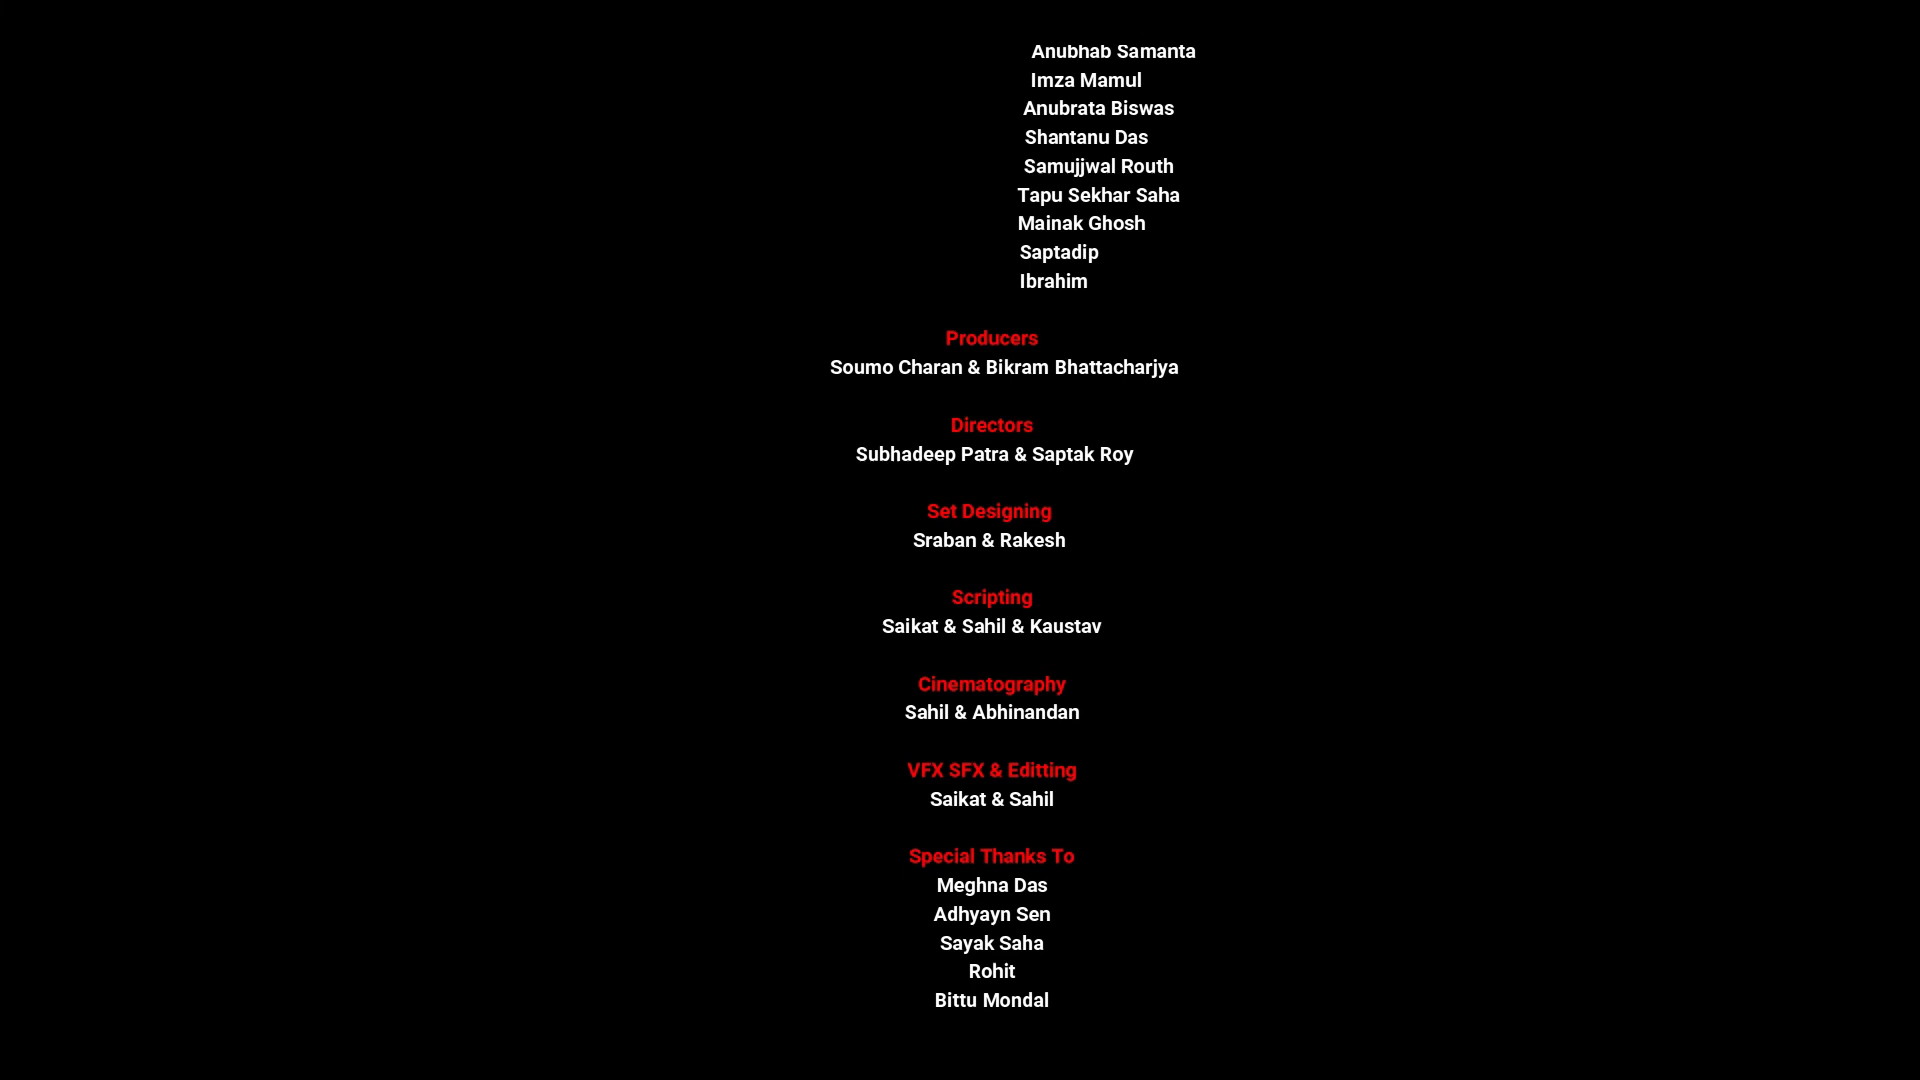 Anubhab Samanta
Imza Mamul
Anubrata Biswas
Shantanu Das
Samujjwal Routh
Tapu Sekhar Saha
Mainak Ghosh
Saptadip
Ibrahim
Producers
Soumo Charan & Bikram Bhattacharjya
Directors
Subhadeep Patra & Saptak Roy
Set Designing
Sraban & Rakesh
Scripting
Saikat & Sahil & Kaustav
Cinematography
Sahil & Abhinandan
VFX SFX & Editting
Saikat & Sahil
Special Thanks To
Meghna Das
Adhyayn Sen
Sayak Saha
Rohit
Bittu Mondal